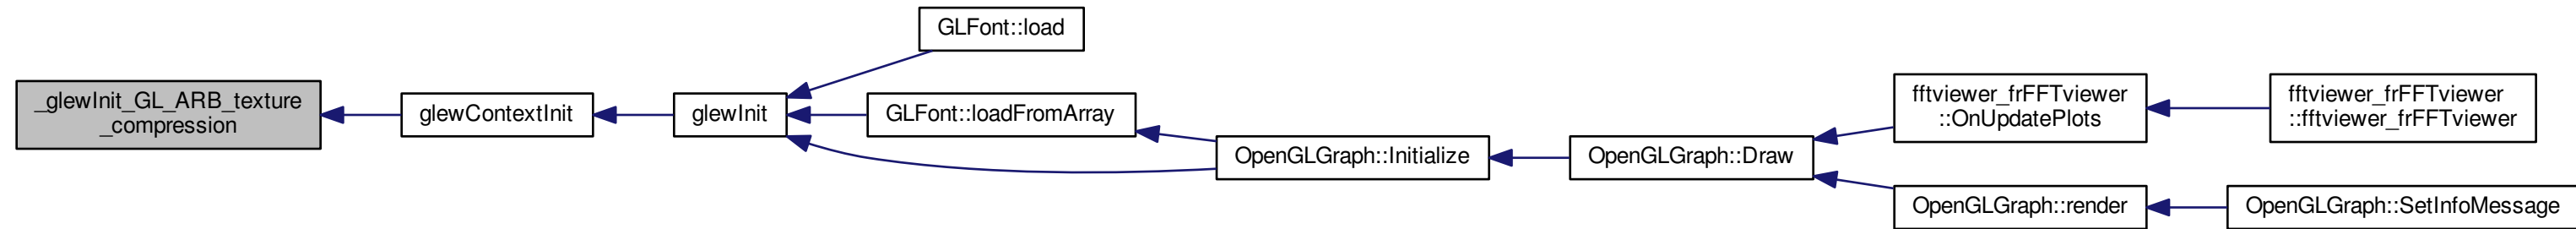 _glewInit_GL_ARB_texture
_compression
glewContextInit
glewInit
GLFont::load
GLFont::loadFromArray
OpenGLGraph::Initialize
OpenGLGraph::Draw
fftviewer_frFFTviewer
::OnUpdatePlots
fftviewer_frFFTviewer
::fftviewer_frFFTviewer
OpenGLGraph::render
OpenGLGraph::SetInfoMessage